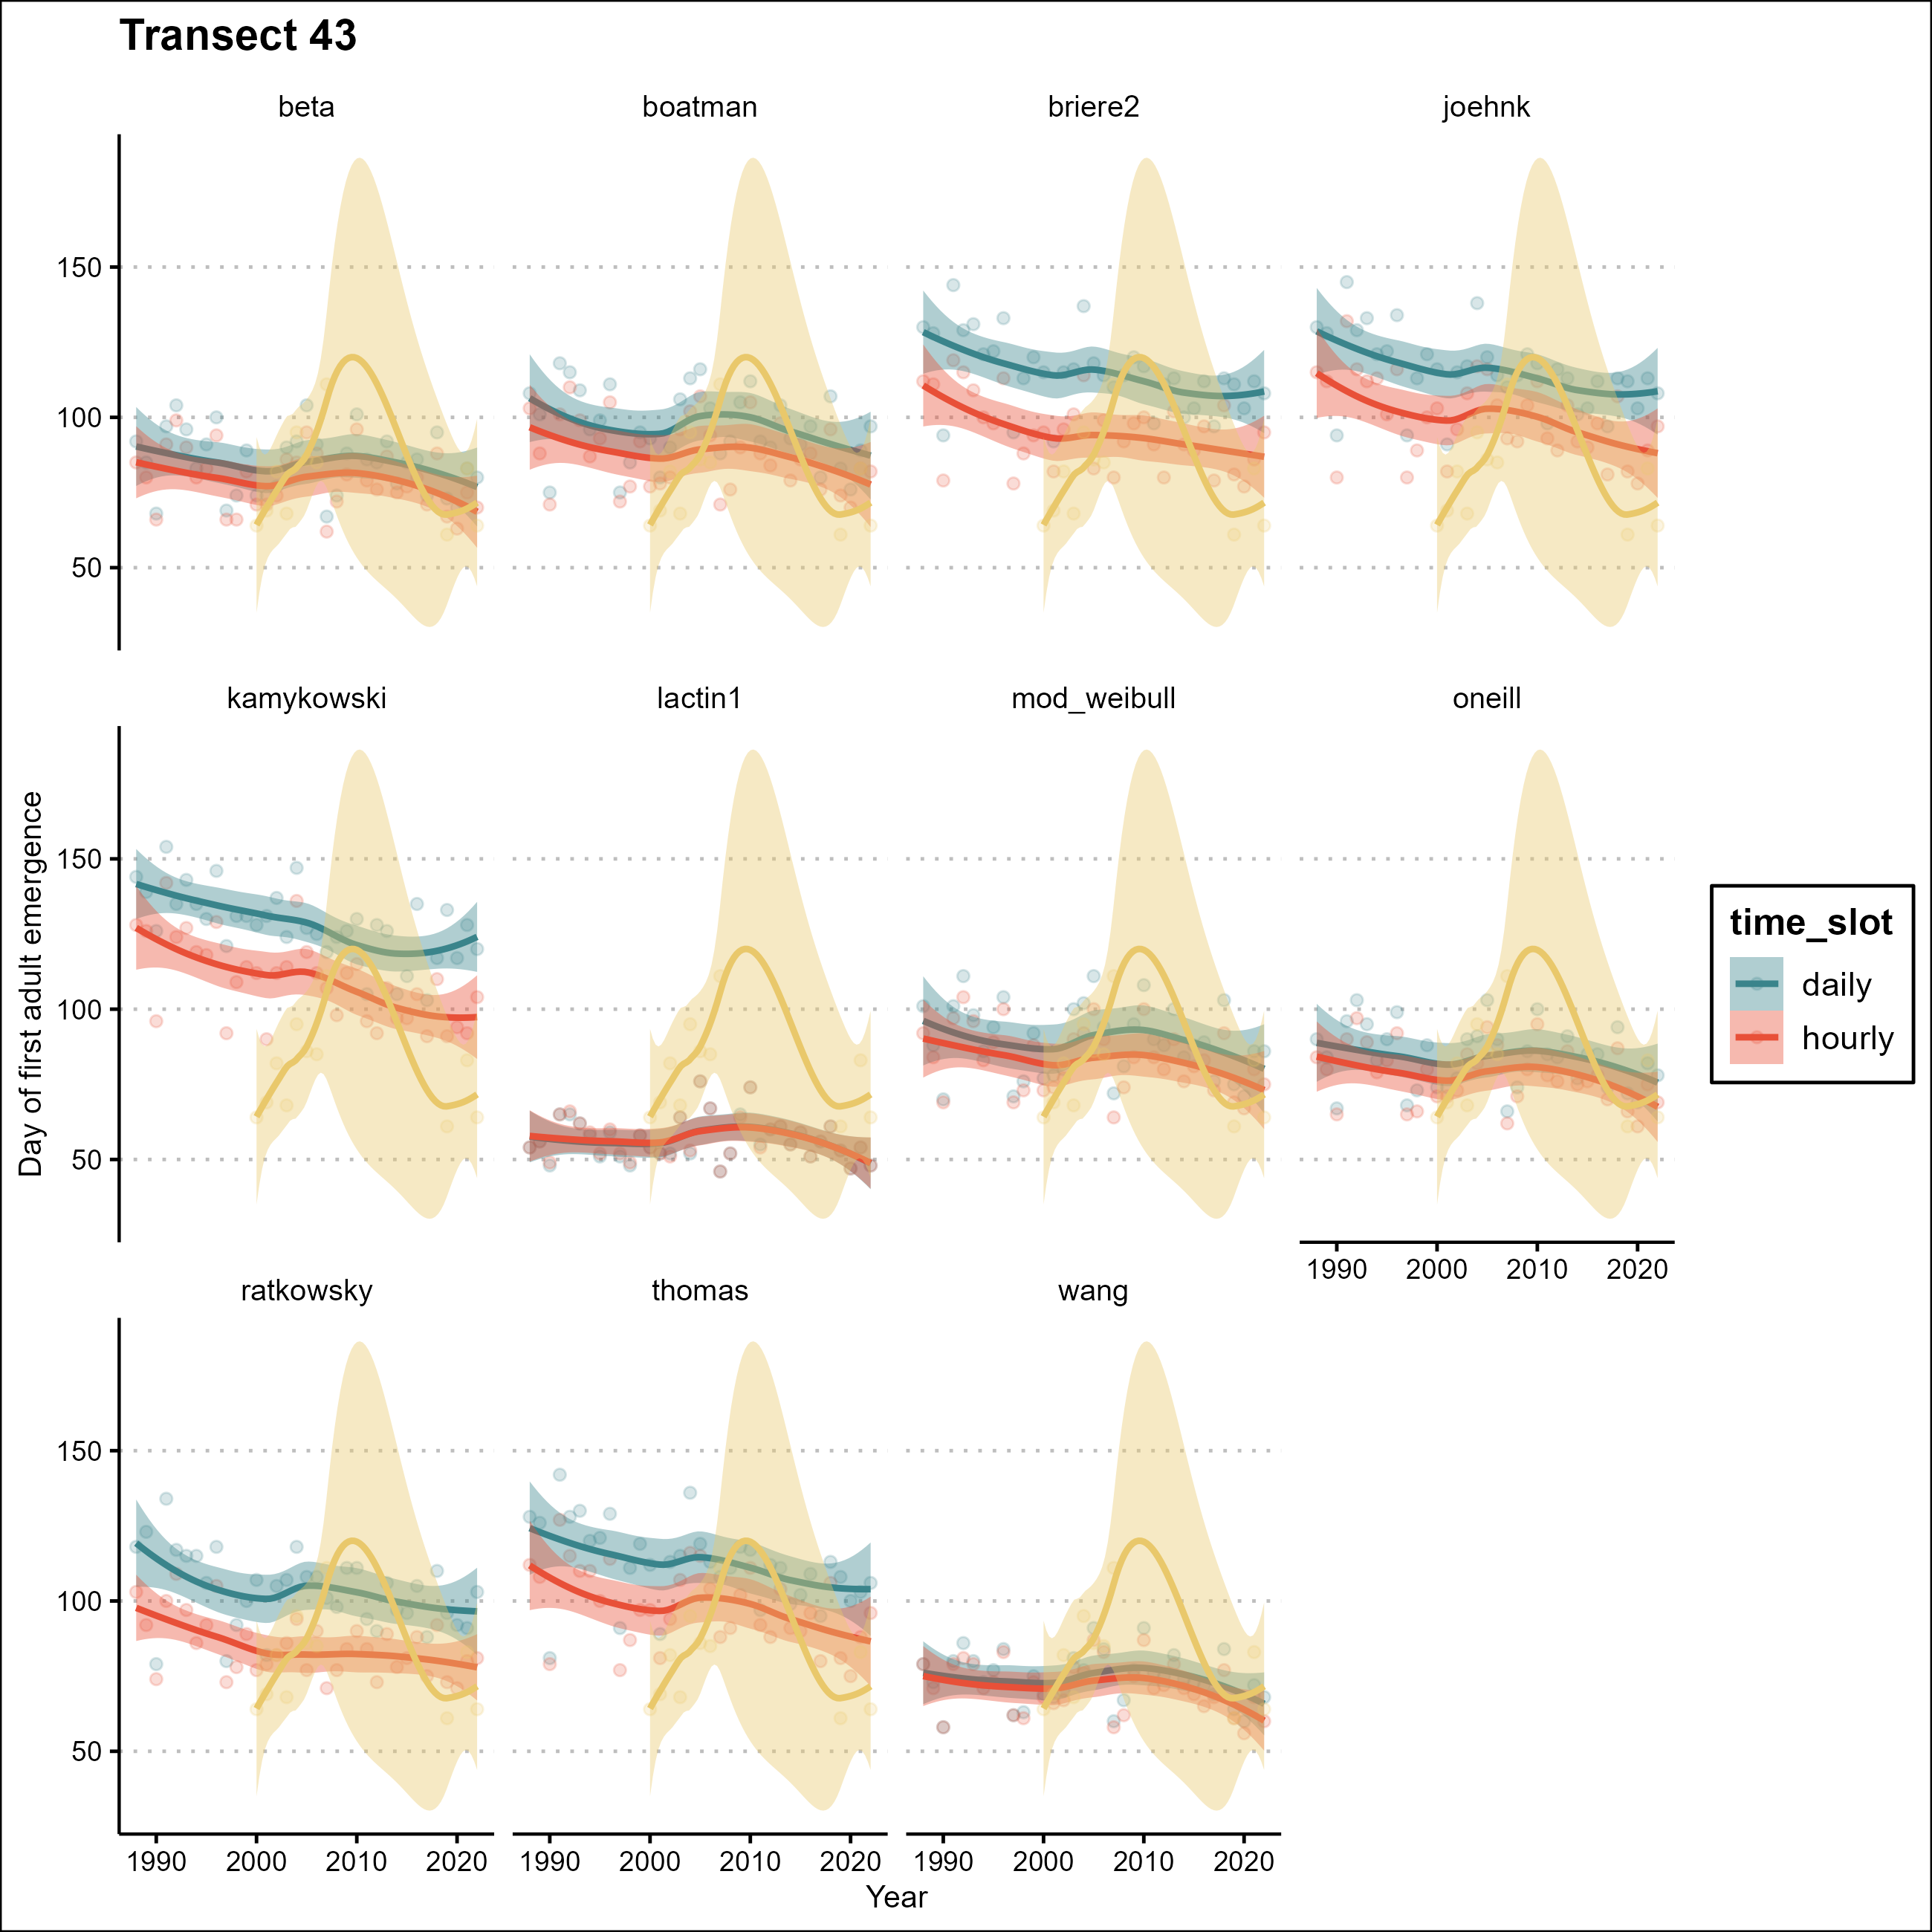 Transect 43
beta boatman briere2 joehnk
150
100
50
kamykowski lactin1 mod_weibull oneill
150
100
50
1990 2000 2010 2020
ratkowsky thomas wang
150
100
50
1990 2000 2010 2020 1990 2000 2010 2020 1990 2000 2010 2020
Year
Day of first adult emergence
time_slot
daily
hourly